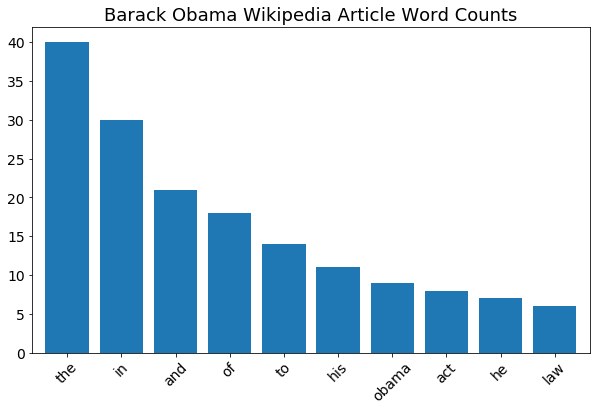 Barack Obama Wikipedia Article Word Counts
40
35
30
25
20
15
10
5
0
the
in
and
of
to
his
obama
act
he
law